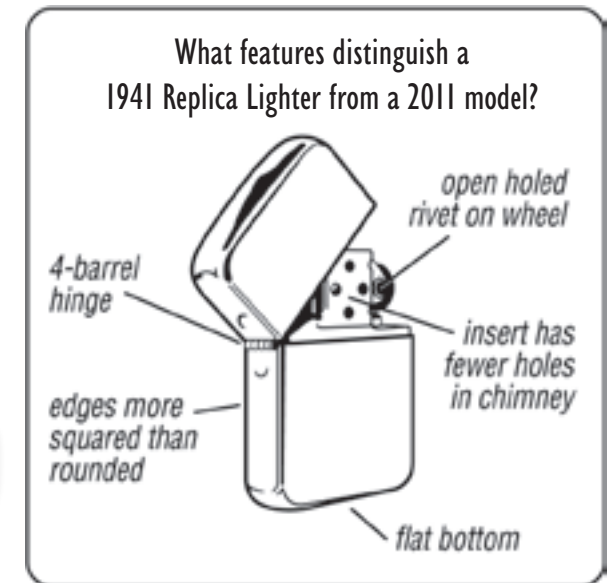 What features distinguish a
1941 Replica Lighter from a 2011 model?
open holed
rivet on wheel
4-barrel
hinge
insert has
fewer holes
in chimney
edges more
squared than
rounded
flat bottom